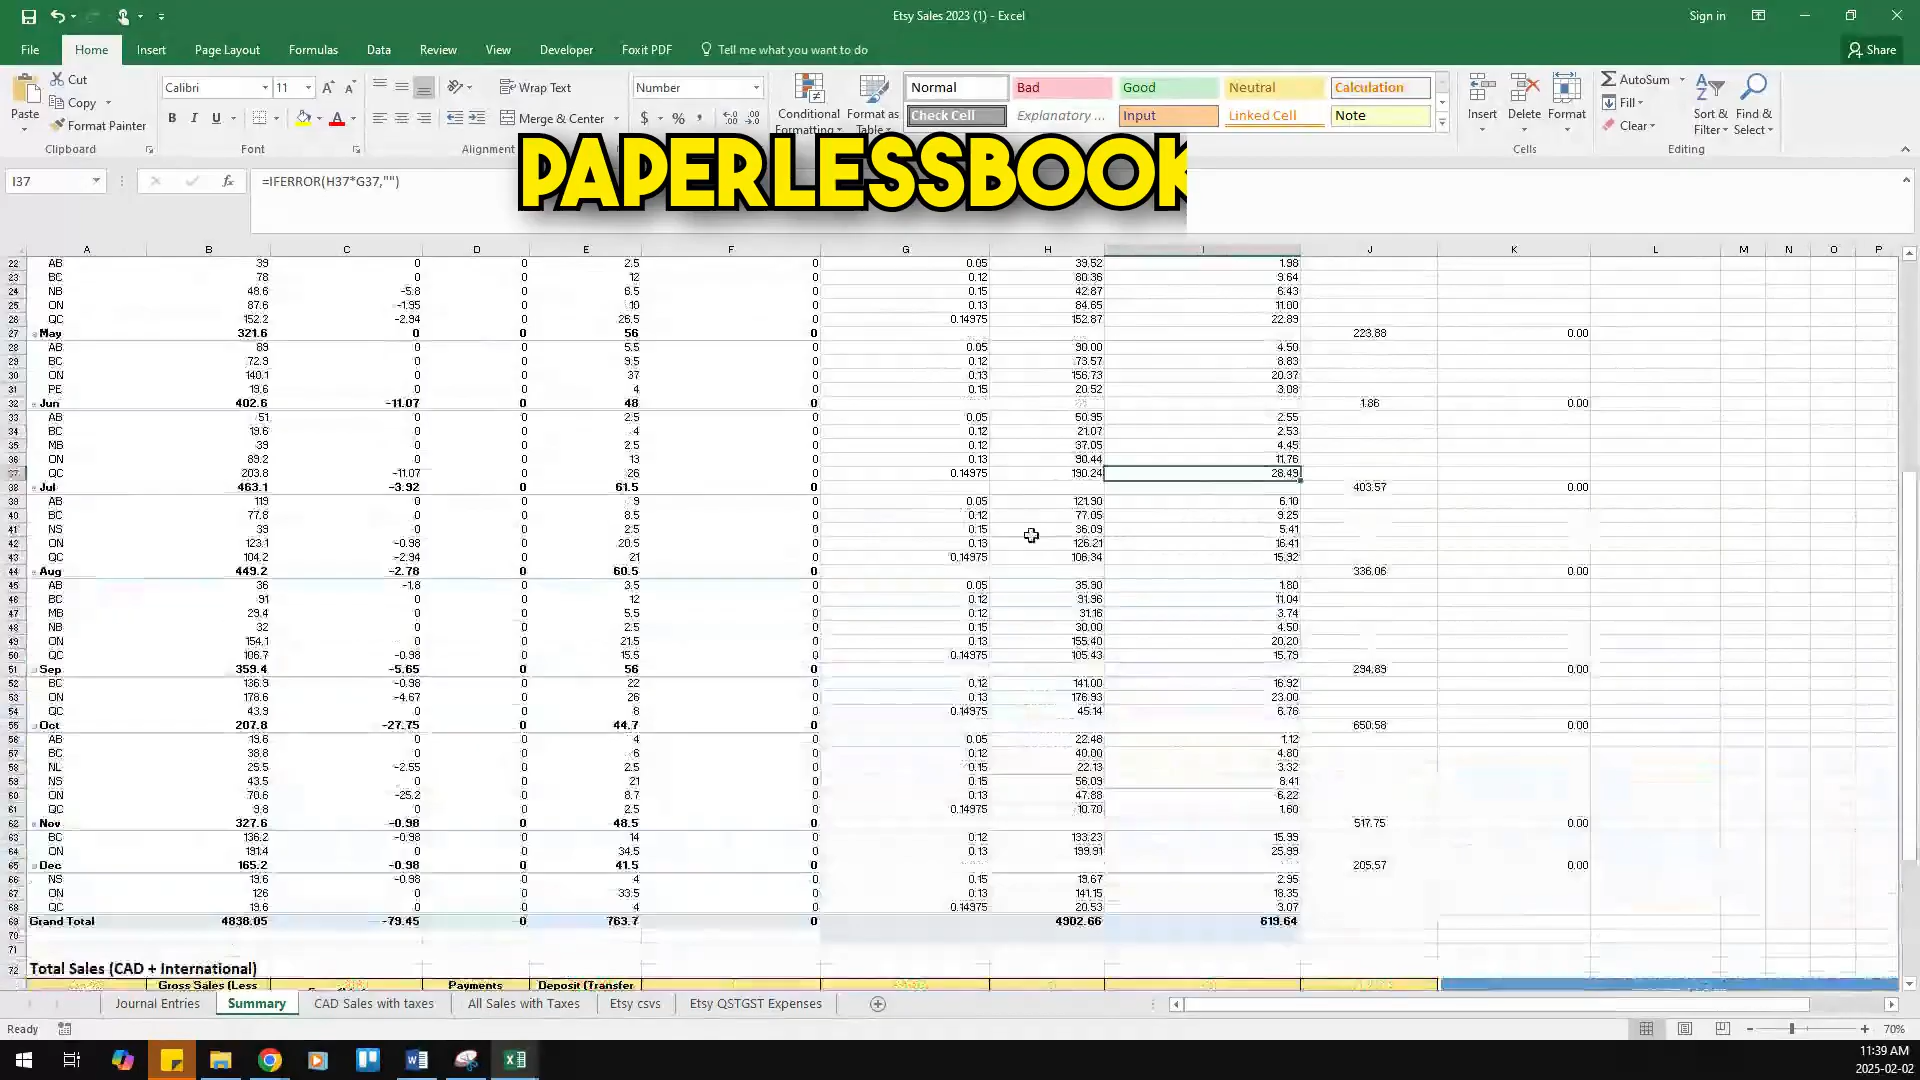 Etsy Sales 2023 (1) - Excel
Sign in
File Home Insert Page Layout Formulas Data Review View Developer Foxit PDF Tell me what you want to do Share
Paste Cut Copy Format Painter Clipboard
Calibri 11 B I U Font
Wrap Text Merge & Center Alignment
Number $ %
Conditional Formatting Format as Table
Normal Bad Good Neutral Calculation
Check Cell Explanatory ... Input Linked Cell Note
Insert Delete Format Cells
AutoSum Fill Clear Sort & Filter Find & Select Editing
PAPERLESSBOOK
I37 fx =IFERROR(H37*G37,"")
A B C D E F G H I J K L M N O P
22 AB 39 0 0 2.5 0 0.05 39.52 1.98
23 BC 78 0 0 12 0 0.12 80.36 9.64
24 NB 48.6 -5.8 0 6.5 0 0.15 42.87 6.43
25 ON 87.6 -1.95 0 10 0 0.13 84.65 11.00
26 QC 152.2 -2.94 0 26.5 0 0.14975 152.87 22.89
27 May 321.6 0 0 56 0 223.88 0.00
28 AB 89 0 0 5.5 0 0.05 90.00 4.50
29 BC 72.9 0 0 9.5 0 0.12 73.57 8.83
30 ON 140.1 0 0 37 0 0.13 156.73 20.37
31 PE 19.6 0 0 4 0 0.15 20.52 3.08
32 Jun 402.6 -11.07 0 48 0 1.86 0.00
33 AB 51 0 0 2.5 0 0.05 50.95 2.55
34 BC 19.6 0 0 4 0 0.12 21.07 2.53
35 MB 39 0 0 2.5 0 0.12 37.05 4.45
36 ON 89.2 0 0 13 0 0.13 90.44 11.76
37 QC 203.8 -11.07 0 26 0 0.14975 190.24 28.49
38 Jul 463.1 -3.92 0 61.5 0 403.57 0.00
39 AB 119 0 0 9 0 0.05 121.90 6.10
40 BC 77.8 0 0 8.5 0 0.12 77.05 9.25
41 NS 39 0 0 2.5 0 0.15 36.09 5.41
42 ON 123.1 -0.98 0 20.5 0 0.13 126.21 16.41
43 QC 104.2 -2.94 0 21 0 0.14975 106.34 15.92
44 Aug 449.2 -2.78 0 60.5 0 336.06 0.00
45 AB 36 -1.8 0 3.5 0 0.05 35.90 1.80
46 BC 91 0 0 12 0 0.12 91.96 11.04
47 MB 29.4 0 0 5.5 0 0.12 31.16 3.74
48 NB 32 0 0 2.5 0 0.15 30.00 4.50
49 ON 154.1 0 0 21.5 0 0.13 155.40 20.20
50 QC 106.7 -0.98 0 15.5 0 0.14975 105.43 15.79
51 Sep 359.4 -5.65 0 56 0 294.89 0.00
52 BC 136.9 -0.98 0 22 0 0.12 141.00 16.92
53 ON 178.6 -4.67 0 26 0 0.13 176.93 23.00
54 QC 43.9 0 0 8 0 0.14975 45.14 6.76
55 Oct 207.8 -27.75 0 44.7 0 650.58 0.00
56 AB 19.6 0 0 4 0 0.05 22.48 1.12
57 BC 38.8 0 0 6 0 0.12 40.00 4.80
58 NL 25.5 -2.55 0 2.5 0 0.15 22.13 3.32
59 NS 43.5 0 0 21 0 0.15 56.09 8.41
60 ON 70.6 -25.2 0 8.7 0 0.13 47.88 6.22
61 QC 9.8 0 0 2.5 0 0.14975 10.70 1.60
62 Nov 327.6 -0.98 0 48.5 0 517.75 0.00
63 BC 136.2 -0.98 0 14 0 0.12 133.23 15.99
64 ON 191.4 0 0 34.5 0 0.13 199.91 25.99
65 Dec 165.2 -0.98 0 41.5 0 205.57 0.00
66 NS 19.6 -0.98 0 4 0 0.15 19.67 2.95
67 ON 126 0 0 33.5 0 0.13 141.15 18.35
68 QC 19.6 0 0 4 0 0.14975 20.53 3.07
69 Grand Total 4838.05 -79.45 0 763.7 0 4902.66 619.64
70
71
72 Total Sales (CAD + International)
Gross Sales (Less Payments Deposit (Transfer
Journal Entries Summary CAD Sales with taxes All Sales with Taxes Etsy csvs Etsy QSTGST Expenses
Ready 70%
11:39 AM
2025-02-02